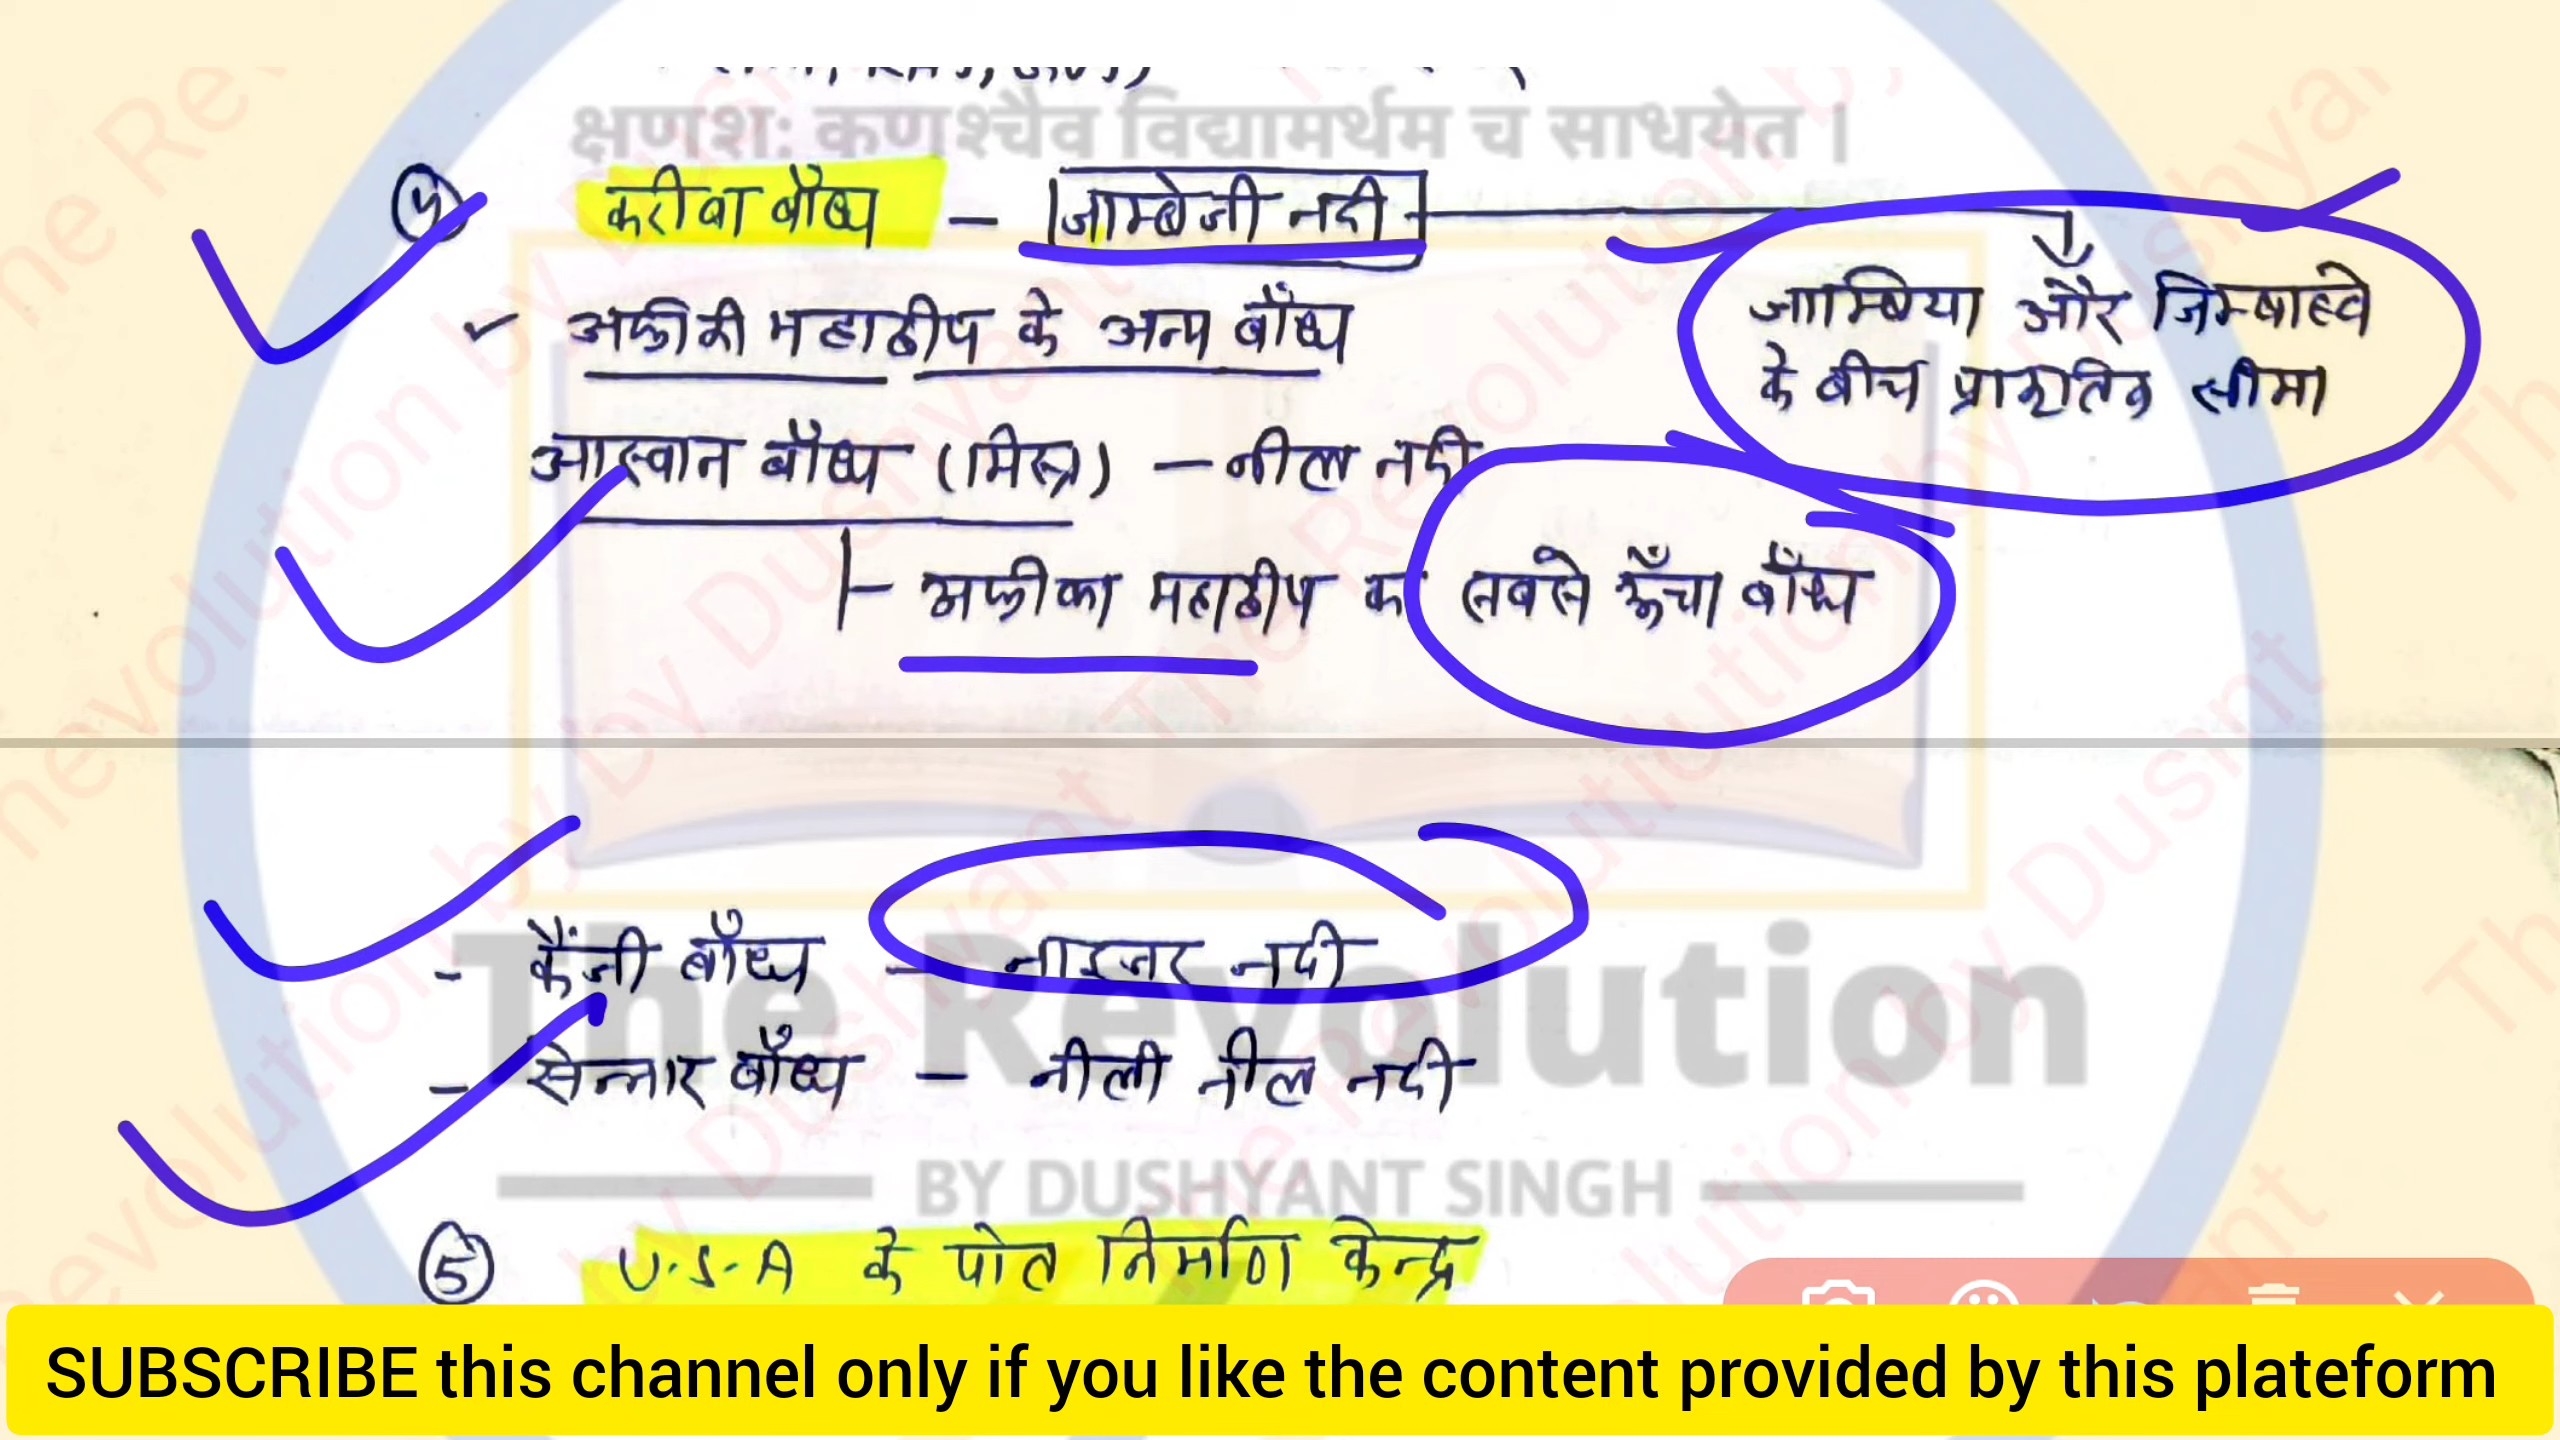 क्षणशः कणश्चैव विद्यामर्थम च साधयेत ।
④ करीबा बाँध – जाम्बेजी नदी
जाम्बिया और जिम्बाब्वे
के बीच प्राकृतिक सीमा
- अफ्रीकी महाद्वीप के अन्य बाँध
आस्वान बाँध (मिस्त्र) – नील नदी
अफ्रीका महाद्वीप का सबसे ऊँचा बाँध
- कैंजी बाँध – नाइजर नदी
- सेन्नार बाँध – नीली नील नदी
The Revolution
BY DUSHYANT SINGH
⑤ U.S.A के पोत निर्माण केन्द्र
SUBSCRIBE this channel only if you like the content provided by this plateform